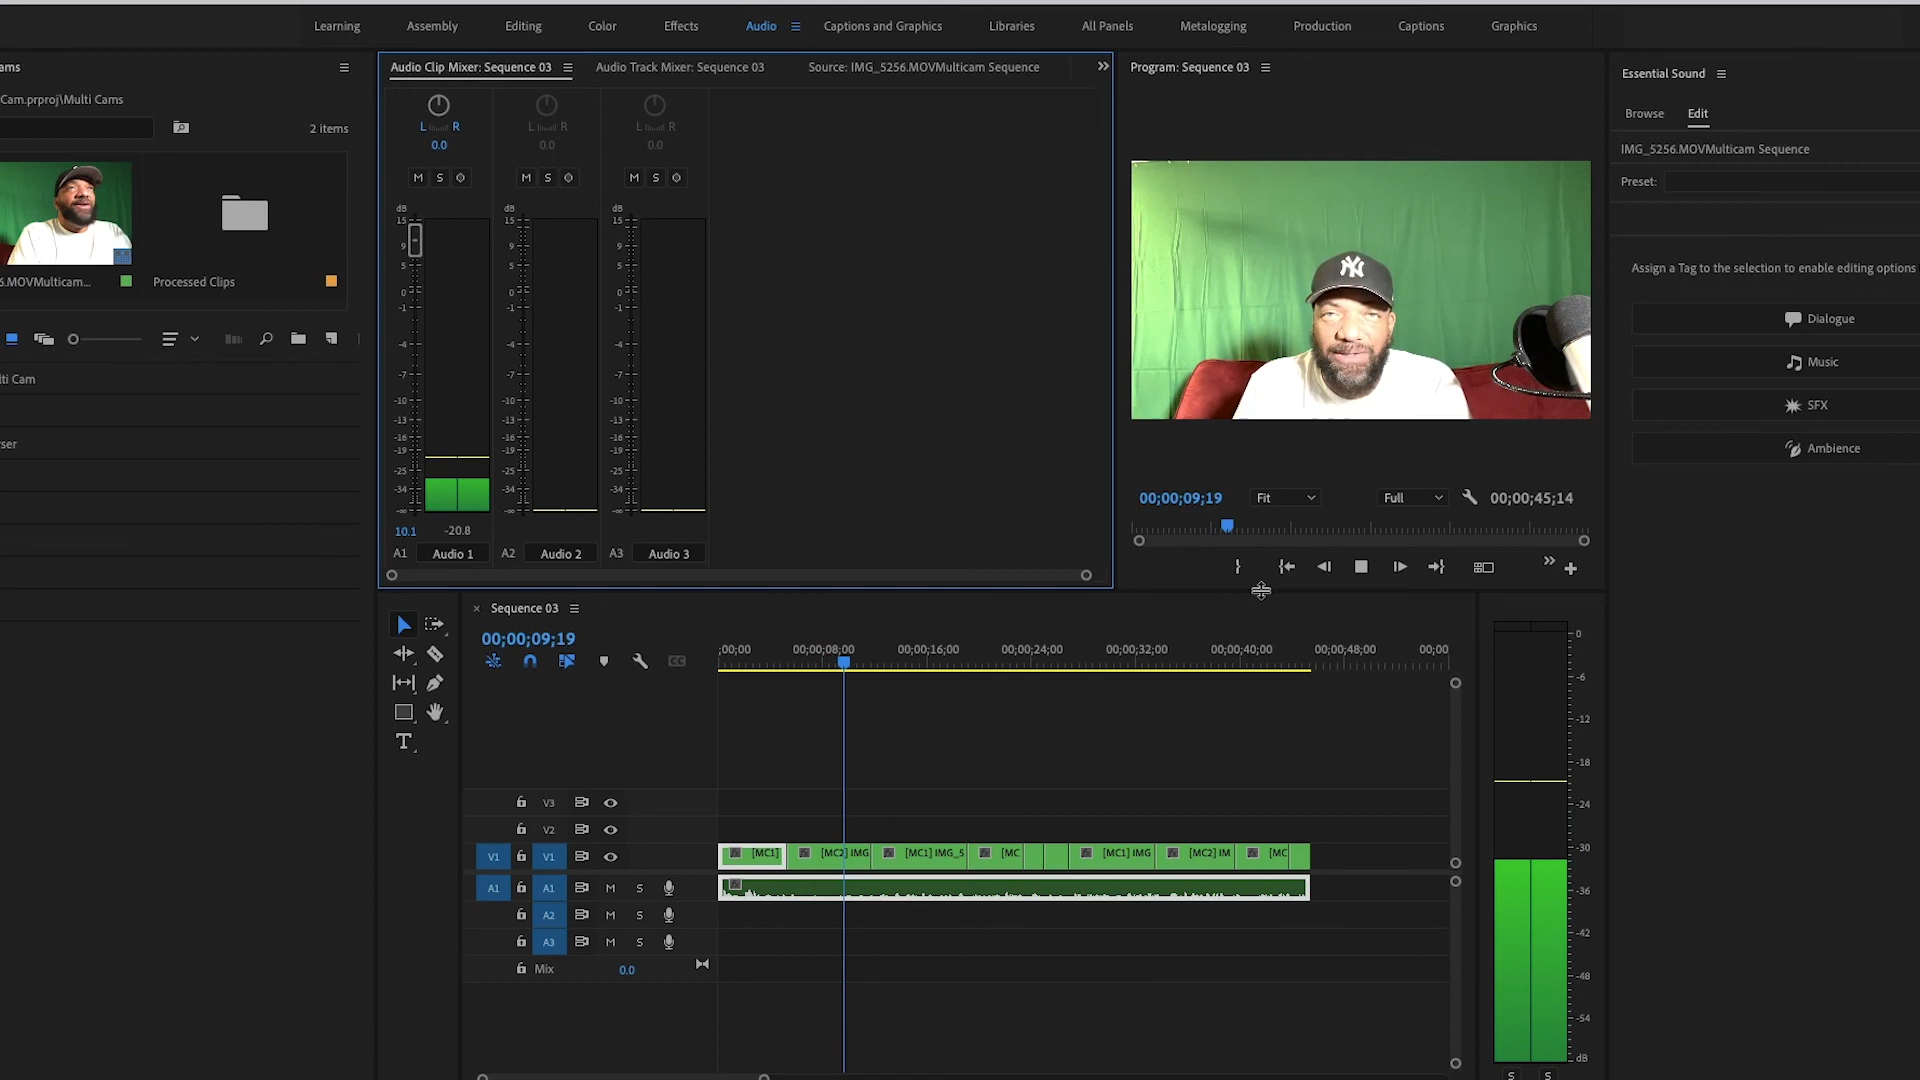 Learning Assembly Editing Color Effects Audio Captions and Graphics Libraries All Panels Metalogging Production Captions Graphics
ams
Cam.prproj\Multi Cams
2 items
6.MOVMulticam...
Processed Clips
lti Cam
ser
Audio Clip Mixer: Sequence 03
Audio Track Mixer: Sequence 03
Source: IMG_5256.MOVMulticam Sequence
L R L R L R
0.0 0.0 0.0
M S M S M S
dB dB dB
15 15 15
9 9 9
5 5 5
0 0 0
-1 -1 -1
-4 -4 -4
-7 -7 -7
-10 -10 -10
-13 -13 -13
-16 -16 -16
-19 -19 -19
-25 -25 -25
-34 -34 -34
-∞ -∞ -∞
10.1 -20.8
A1 Audio 1 A2 Audio 2 A3 Audio 3
Program: Sequence 03
NY
00;00;09;19 Fit Full 00;00;45;14
Essential Sound
Browse Edit
IMG_5256.MOVMulticam Sequence
Preset:
Assign a Tag to the selection to enable editing options
Dialogue
Music
SFX
Ambience
× Sequence 03
00;00;09;19
;00;00 00;00;08;00 00;00;16;00 00;00;24;00 00;00;32;00 00;00;40;00 00;00;48;00 00;00
T
V3
V2
V1 V1 fx [MC1] fx [MC2] IMG fx [MC1] IMG_5 fx [MC fx [MC1] IMG fx [MC2] IM fx [MC
A1 A1 M S fx
A2 M S
A3 M S
Mix 0.0
0
-6
-12
-18
-24
-30
-36
-42
-48
-54
dB
S S